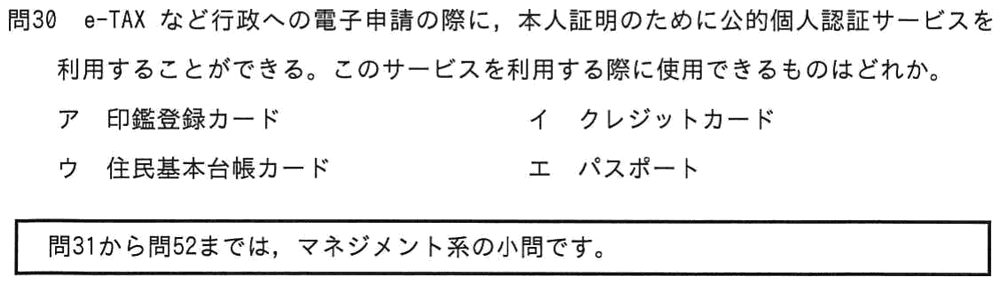 問30 e-TAX など行政への電子申請の際に，本人証明のために公的個人認証サービスを
利用することができる。このサービスを利用する際に使用できるものはどれか。
ア 印鑑登録カード イ クレジットカード
ウ 住民基本台帳カード エ パスポート
問31から問52までは，マネジメント系の小問です。